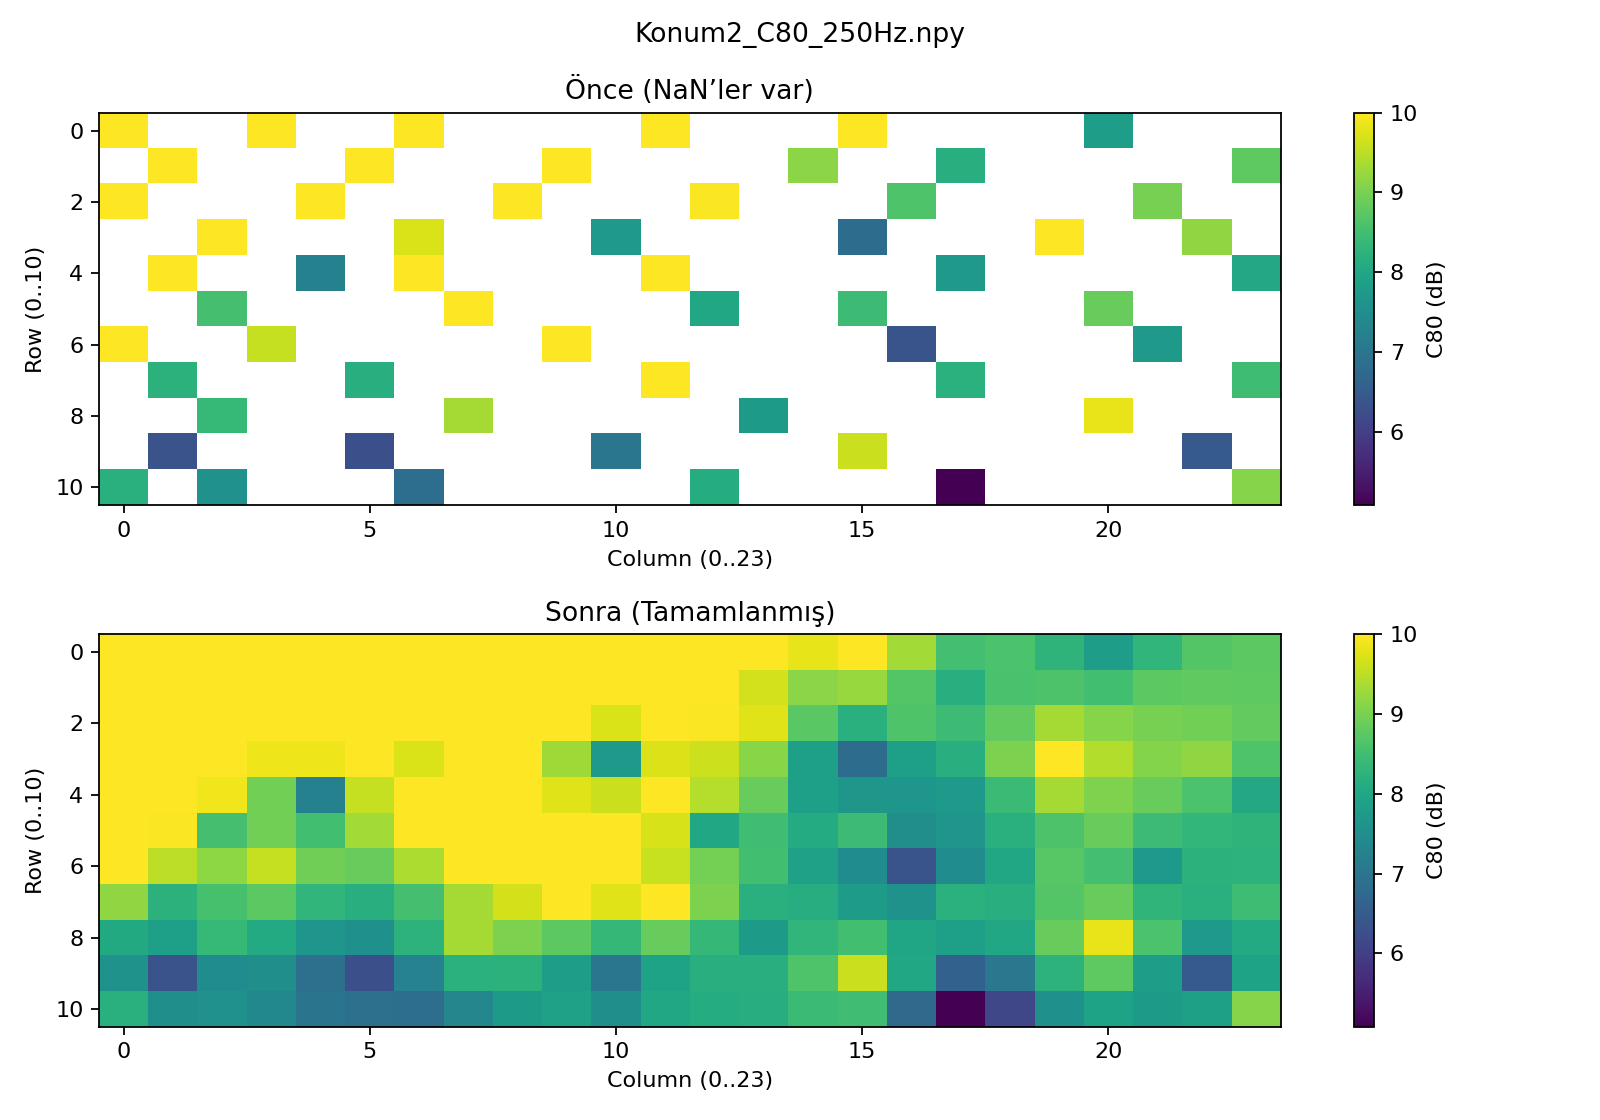 Konum2_C80_250Hz.npy
Önce (NaN’ler var)
Row (0..10)
0
2
4
6
8
10
0 5 10 15 20
Column (0..23)
10
9
8
7
6
C80 (dB)
Sonra (Tamamlanmış)
Row (0..10)
0
2
4
6
8
10
0 5 10 15 20
Column (0..23)
10
9
8
7
6
C80 (dB)